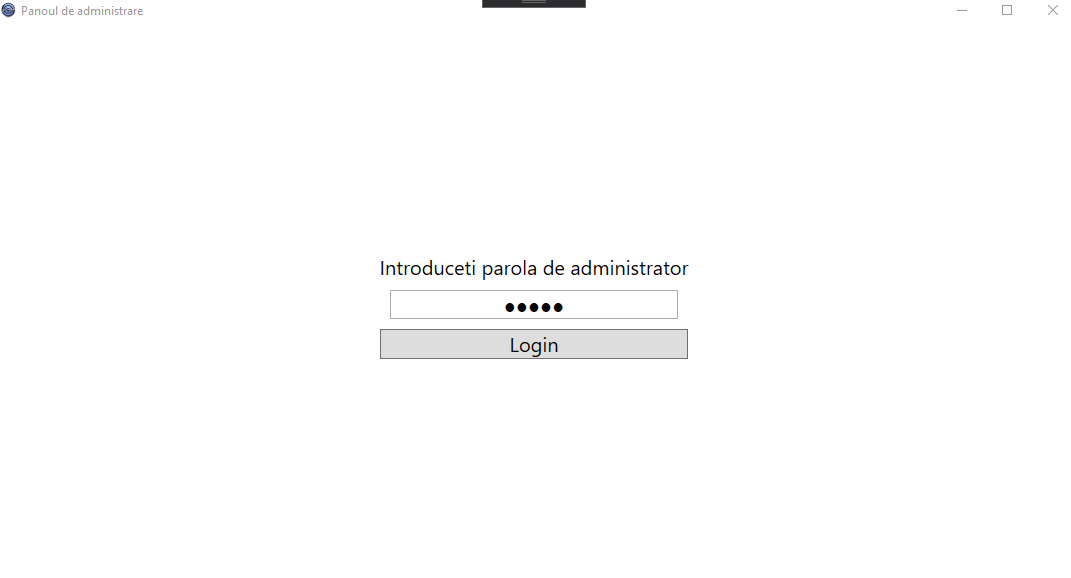 Panoul de administrare
Introduceti parola de administrator
●●●●●
Login